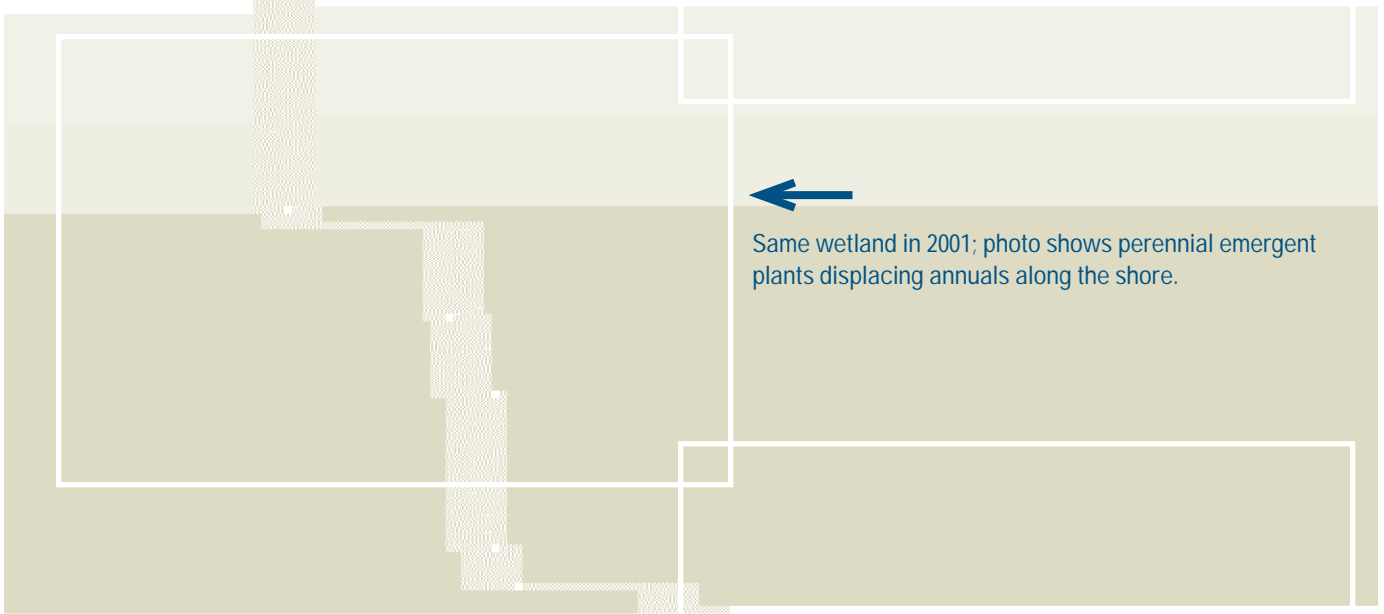 Same wetland in 2001; photo shows perennial emergent
plants displacing annuals along the shore.